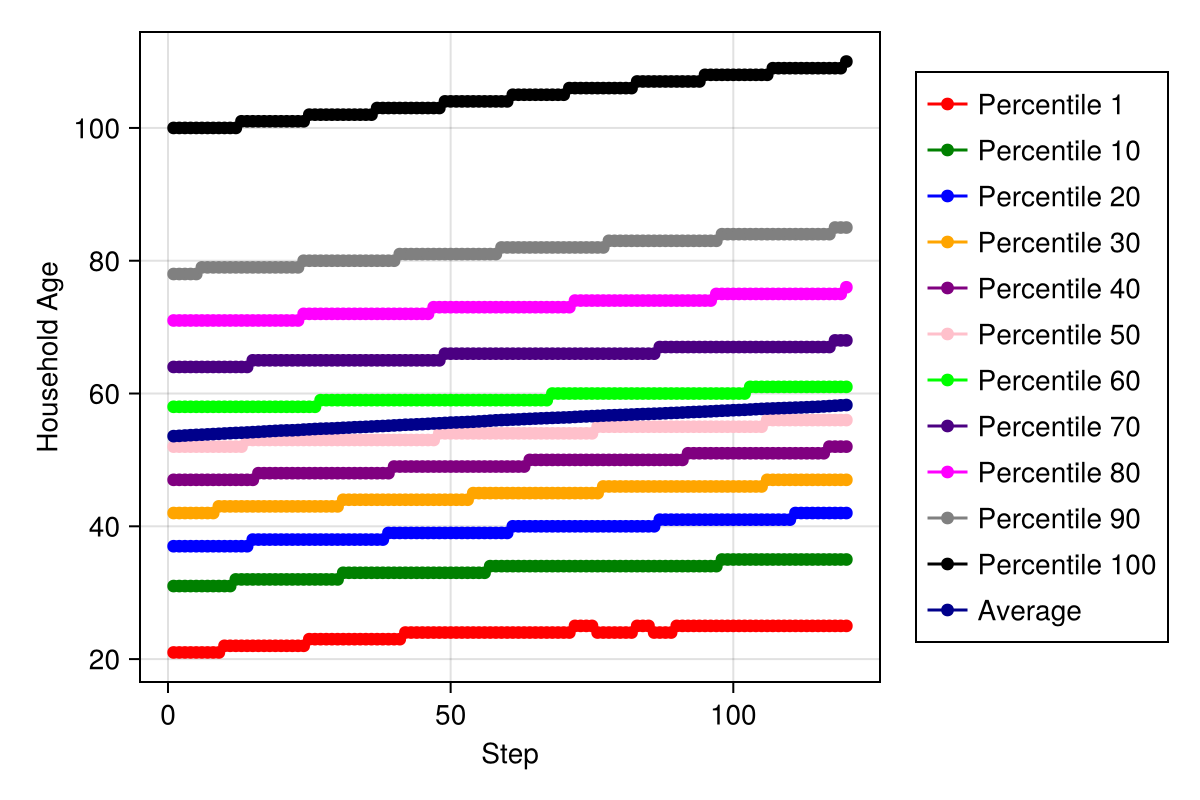 100
80
60
40
20
0 50 100
Step
Household Age
Percentile 1
Percentile 10
Percentile 20
Percentile 30
Percentile 40
Percentile 50
Percentile 60
Percentile 70
Percentile 80
Percentile 90
Percentile 100
Average